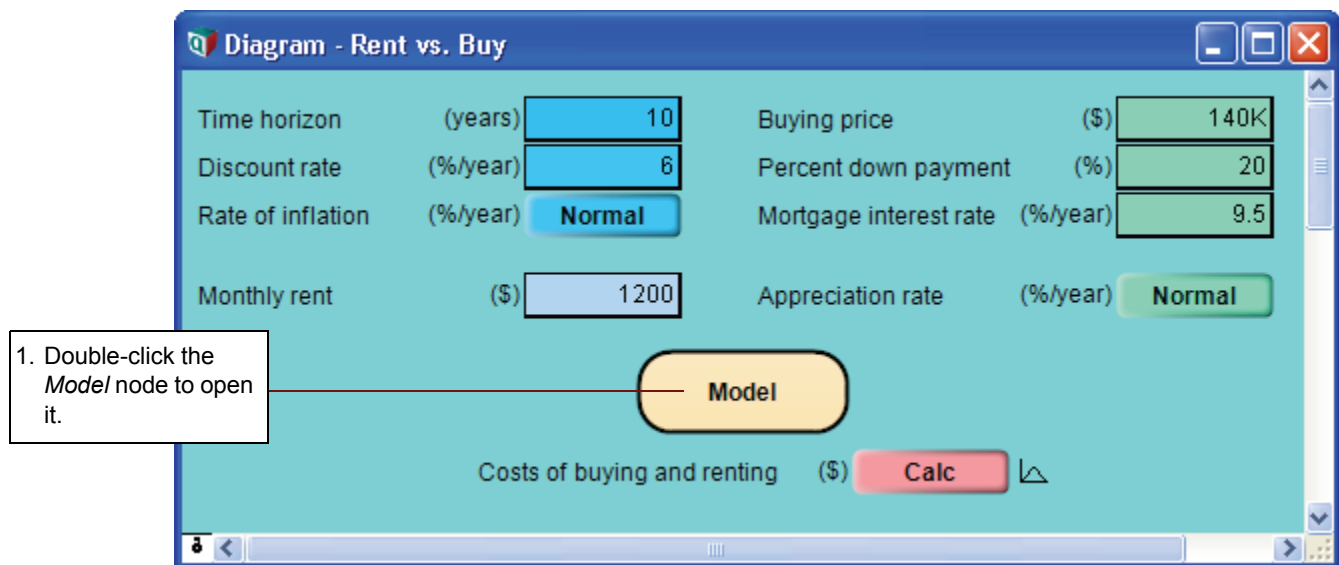 Diagram - Rent vs. Buy
Time horizon (years) 10 Buying price ($) 140K
Discount rate (%/year) 6 Percent down payment (%) 20
Rate of inflation (%/year) Normal Mortgage interest rate (%/year) 9.5
Monthly rent ($) 1200 Appreciation rate (%/year) Normal
1. Double-click the
Model node to open
it.
Model
Costs of buying and renting ($) Calc